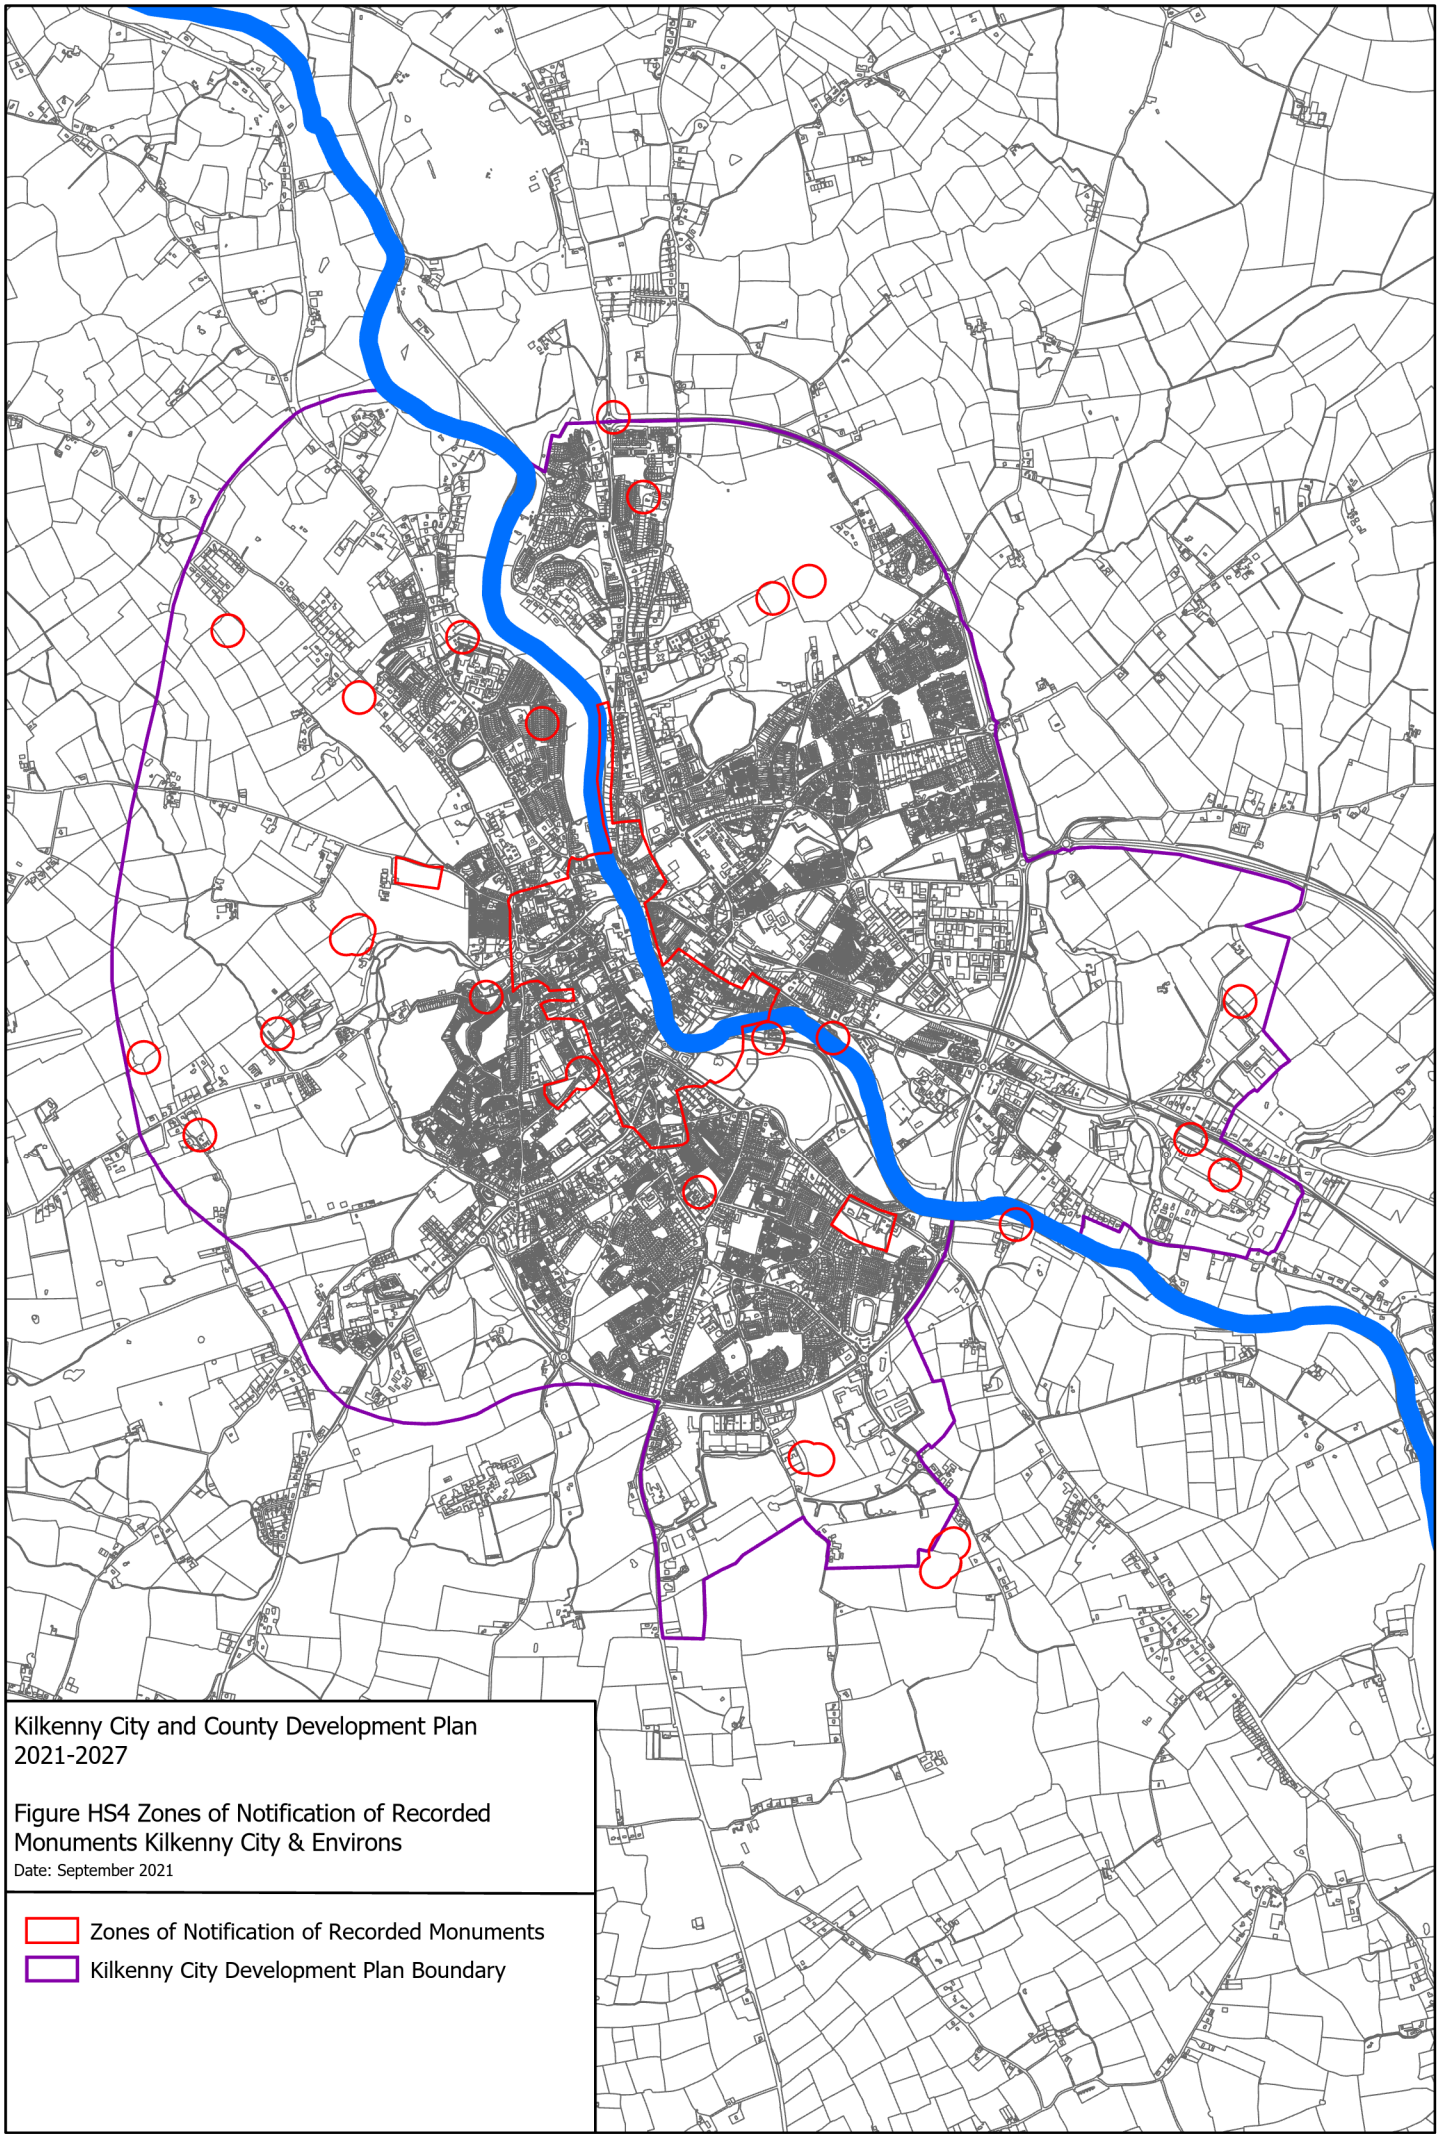 Kilkenny City and County Development Plan
2021-2027
Figure HS4 Zones of Notification of Recorded
Monuments Kilkenny City & Environs
Date: September 2021
Zones of Notification of Recorded Monuments
Kilkenny City Development Plan Boundary